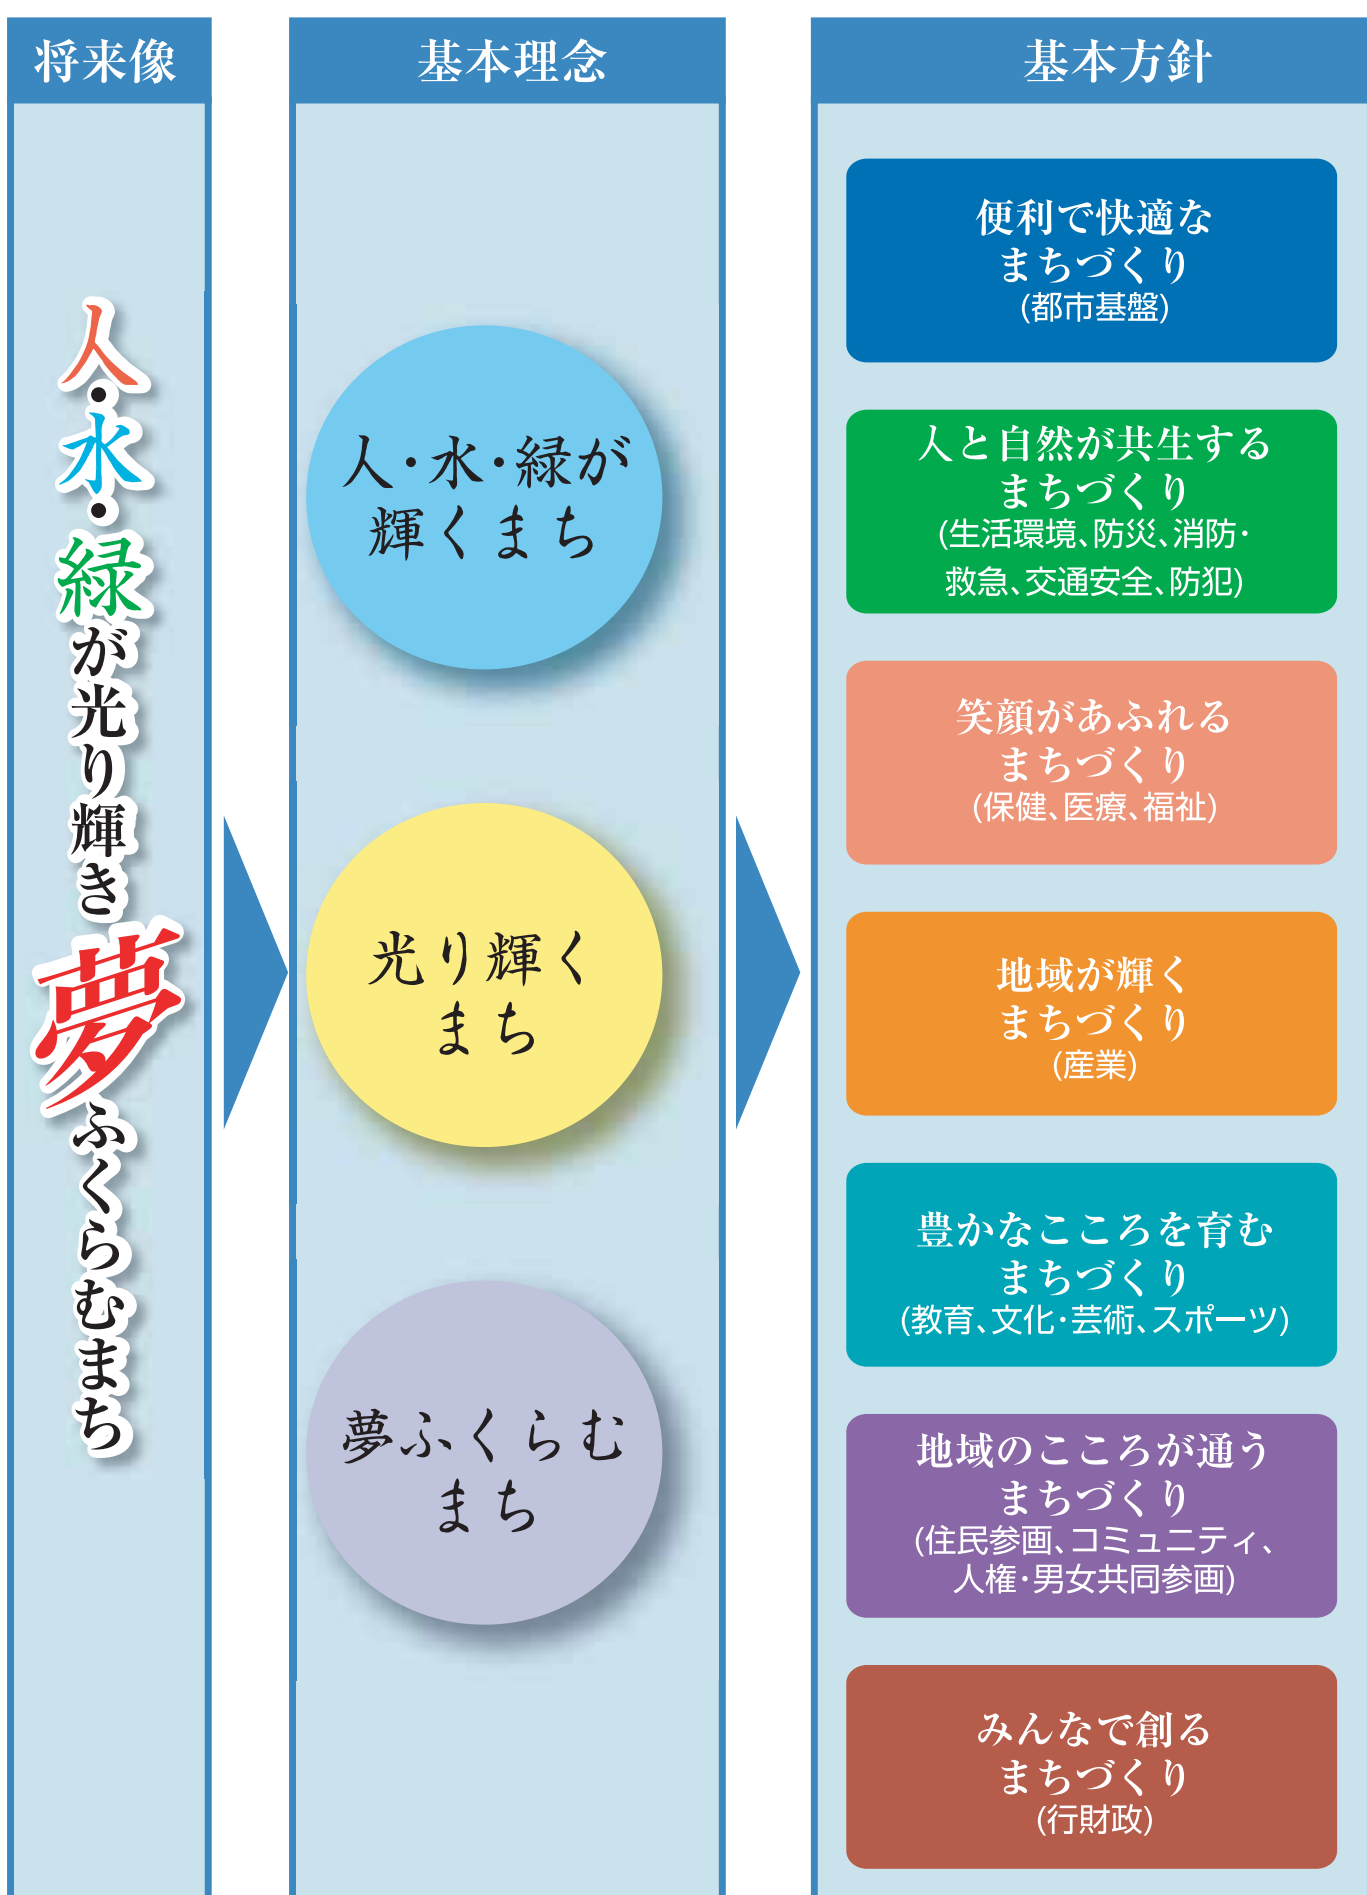 将来像
人・水・緑が光り輝き夢ふくらむまち
基本理念
人・水・緑が
輝くまち
光り輝く
まち
夢ふくらむ
まち
基本方針
便利で快適な
まちづくり
(都市基盤)
人と自然が共生する
まちづくり
(生活環境、防災、消防・
救急、交通安全、防犯)
笑顔があふれる
まちづくり
(保健、医療、福祉)
地域が輝く
まちづくり
(産業)
豊かなこころを育む
まちづくり
(教育、文化・芸術、スポーツ)
地域のこころが通う
まちづくり
(住民参画、コミュニティ、
人権・男女共同参画)
みんなで創る
まちづくり
(行財政)